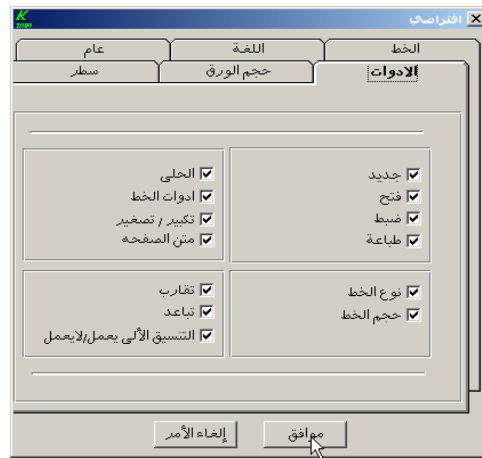 افتراضي
K
zone
الخط
اللغة
عام
الادوات
حجم الورق
سطر
جديد
فتح
ضبط
طباعة
الحلى
ادوات الخط
تكبير / تصغير
متن الصفحه
نوع الخط
حجم الخط
تقارب
تباعد
التنسيق الألى يعمل/لايعمل
موافق
إلغاء الأمر